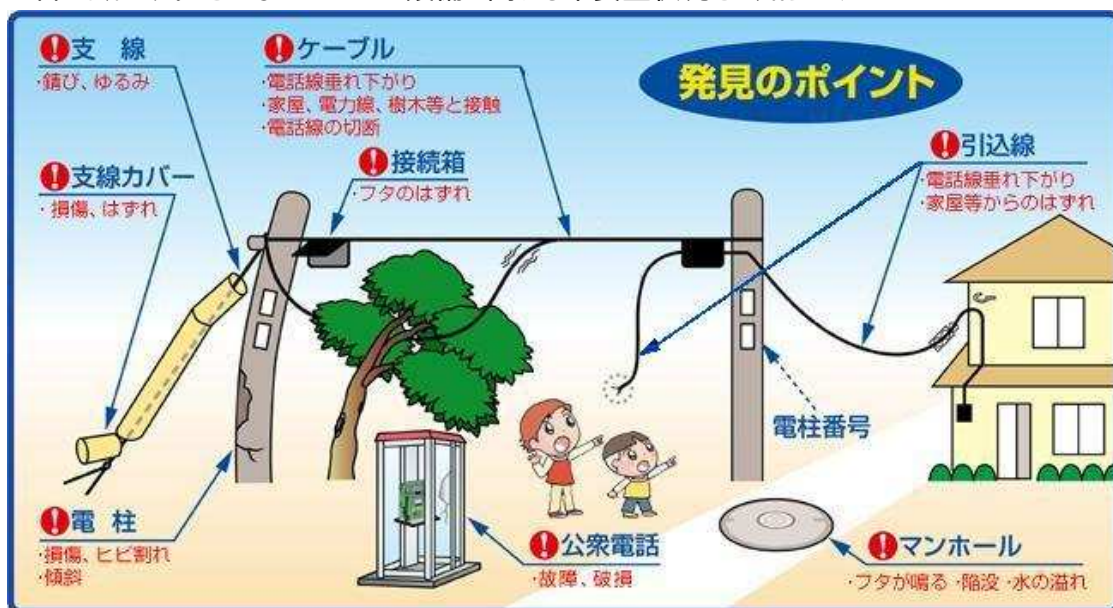 発見のポイント
支 線
・錆び、ゆるみ
ケーブル
・電話線垂れ下がり
・家屋、電力線、樹木等と接触
・電話線の切断
支線カバー
・損傷、はずれ
接続箱
・フタのはずれ
引込線
・電話線垂れ下がり
・家屋等からのはずれ
電柱番号
電 柱
・損傷、ヒビ割れ
・傾斜
公衆電話
・故障、破損
マンホール
・フタが鳴る・陥没・水の溢れ